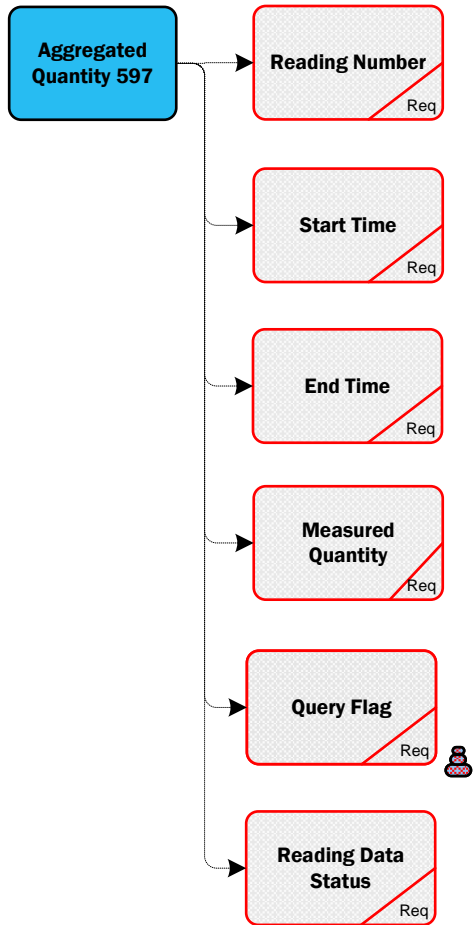 Aggregated
Quantity 597
Reading Number
Req
Start Time
Req
End Time
Req
Measured
Quantity
Req
Query Flag
Req
Reading Data
Status
Req